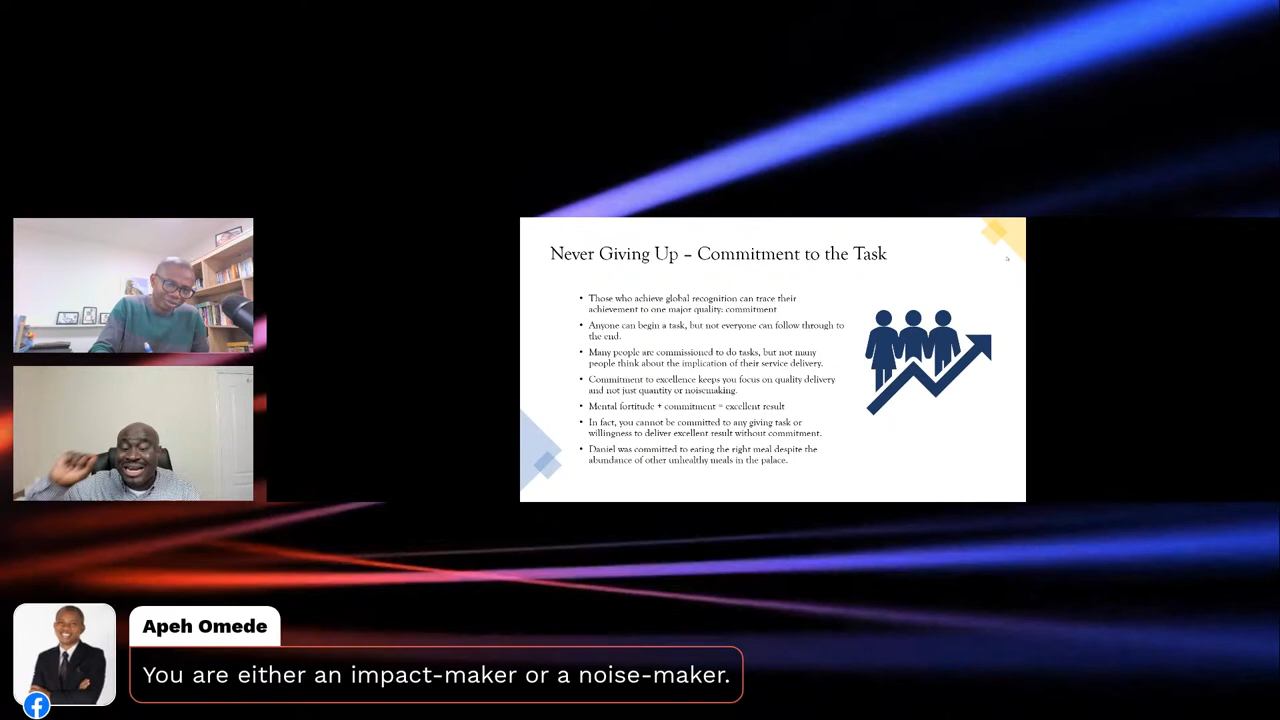 Never Giving Up – Commitment to the Task
• Those who achieve global recognition can trace their
achievement to one major quality: commitment
• Anyone can begin a task, but not everyone can follow through to
the end.
• Many people are commissioned to do tasks, but not many
people think about the implication of their service delivery.
• Commitment to excellence keeps you focus on quality delivery
and not just quantity or noisemaking.
• Mental fortitude + commitment = excellent result
• In fact, you cannot be committed to any giving task or
willingness to deliver excellent result without commitment.
• Daniel was committed to eating the right meal despite the
abundance of other unhealthy meals in the palace.
Apeh Omede
You are either an impact-maker or a noise-maker.